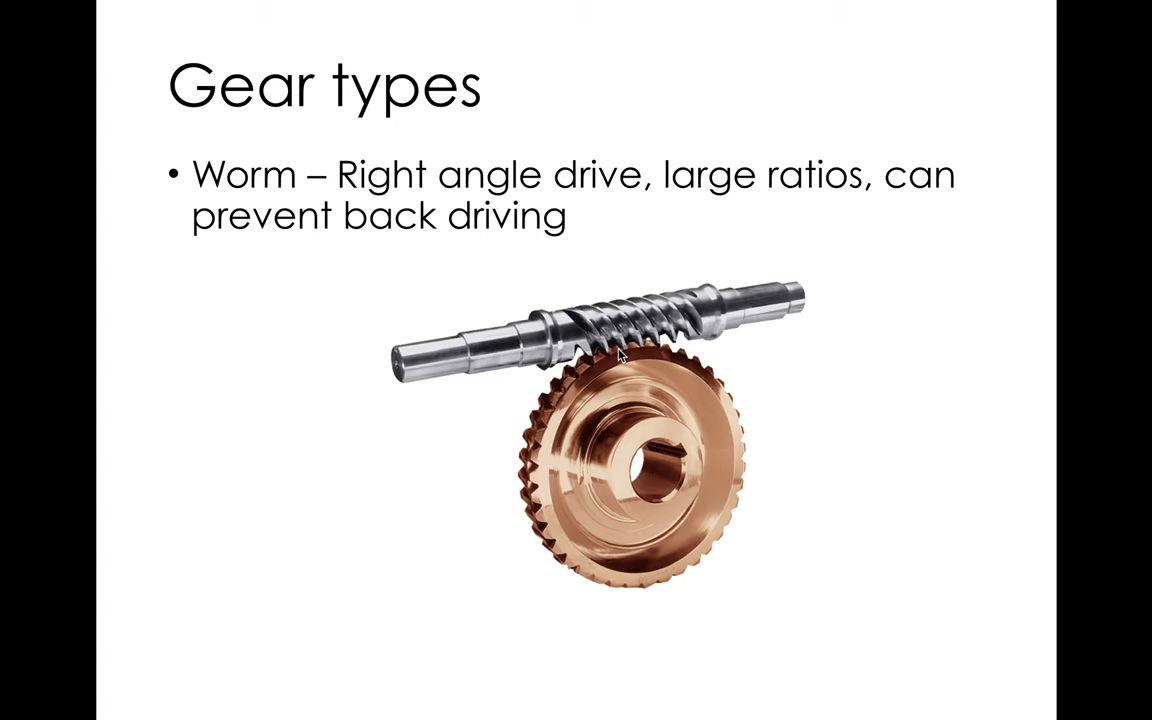 Gear types
• Worm – Right angle drive, large ratios, can
prevent back driving